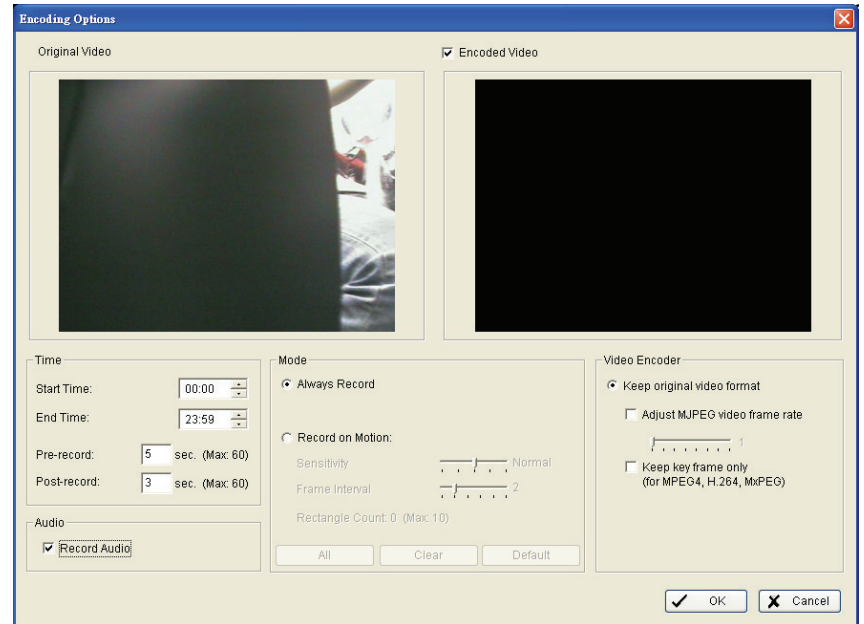 Encoding Options
Original Video
Encoded Video
Time
Start Time: 00:00
End Time: 23:59
Pre-record: 5 sec. (Max: 60)
Post-record: 3 sec. (Max: 60)
Audio
Record Audio
Mode
Always Record
Record on Motion:
Sensitivity Normal
Frame Interval 2
Rectangle Count: 0 (Max: 10)
All Clear Default
Video Encoder
Keep original video format
Adjust MJPEG video frame rate
1
Keep key frame only
(for MPEG4, H.264, MxPEG)
OK Cancel